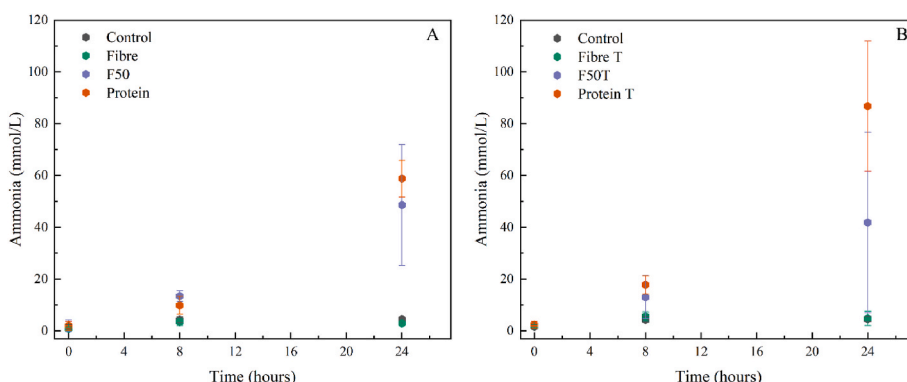 A
Control
Fibre
F50
Protein
Ammonia (mmol/L)
120
100
80
60
40
20
0
0
4
8
12
16
20
24
Time (hours)
B
Control
Fibre T
F50T
Protein T
Ammonia (mmol/L)
120
100
80
60
40
20
0
0
4
8
12
16
20
24
Time (hours)